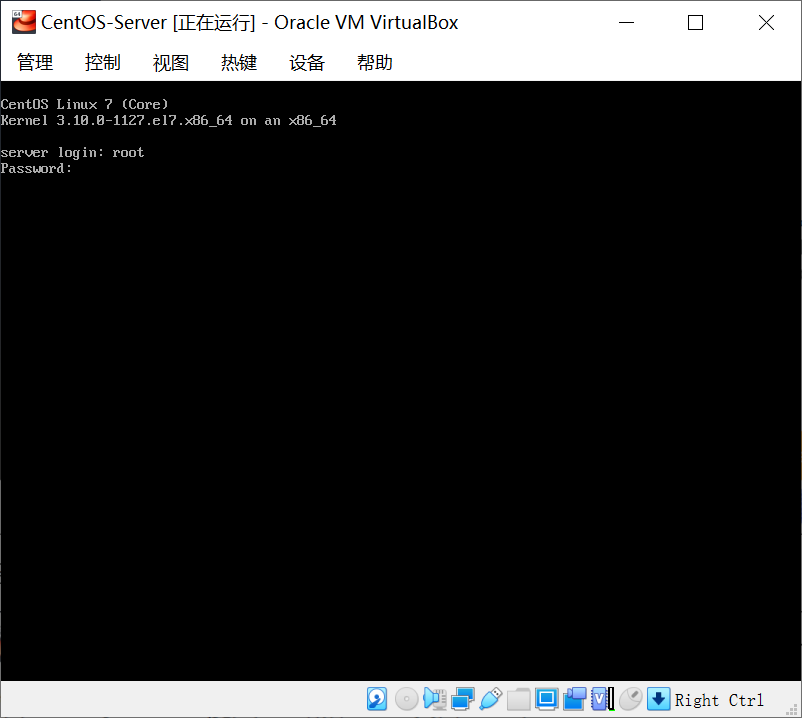 CentOS-Server [正在运行] - Oracle VM VirtualBox
管理 控制 视图 热键 设备 帮助
CentOS Linux 7 (Core)
Kernel 3.10.0-1127.el7.x86_64 on an x86_64
server login: root
Password:
Right Ctrl